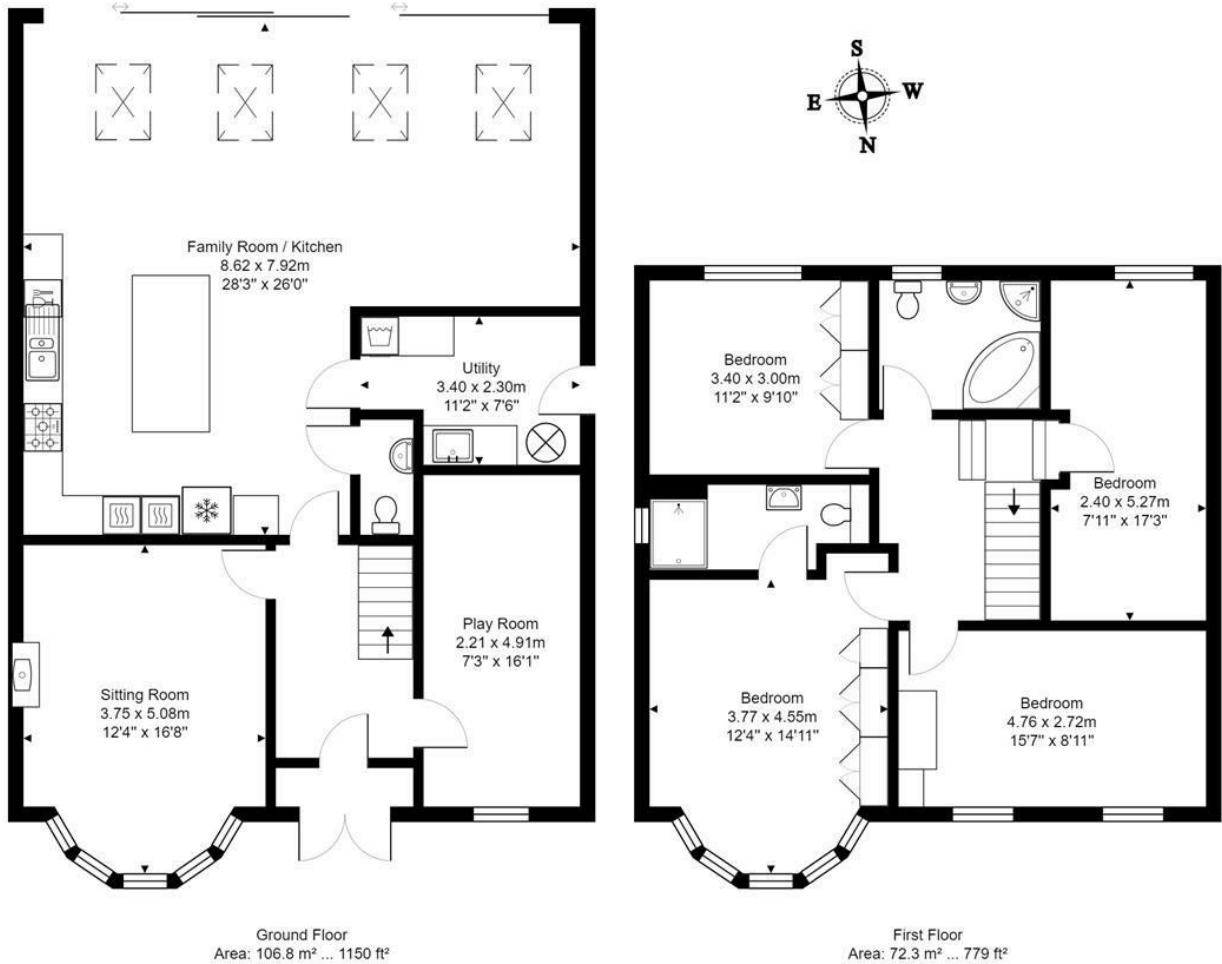 S
E
W
N
Family Room / Kitchen
8.62 x 7.92m
28'3" x 26'0"
Utility
3.40 x 2.30m
11'2" x 7'6"
Play Room
2.21 x 4.91m
7'3" x 16'1"
Sitting Room
3.75 x 5.08m
12'4" x 16'8"
Ground Floor
Area: 106.8 m² ... 1150 ft²
Bedroom
3.40 x 3.00m
11'2" x 9'10"
Bedroom
2.40 x 5.27m
7'11" x 17'3"
Bedroom
3.77 x 4.55m
12'4" x 14'11"
Bedroom
4.76 x 2.72m
15'7" x 8'11"
First Floor
Area: 72.3 m² ... 779 ft²